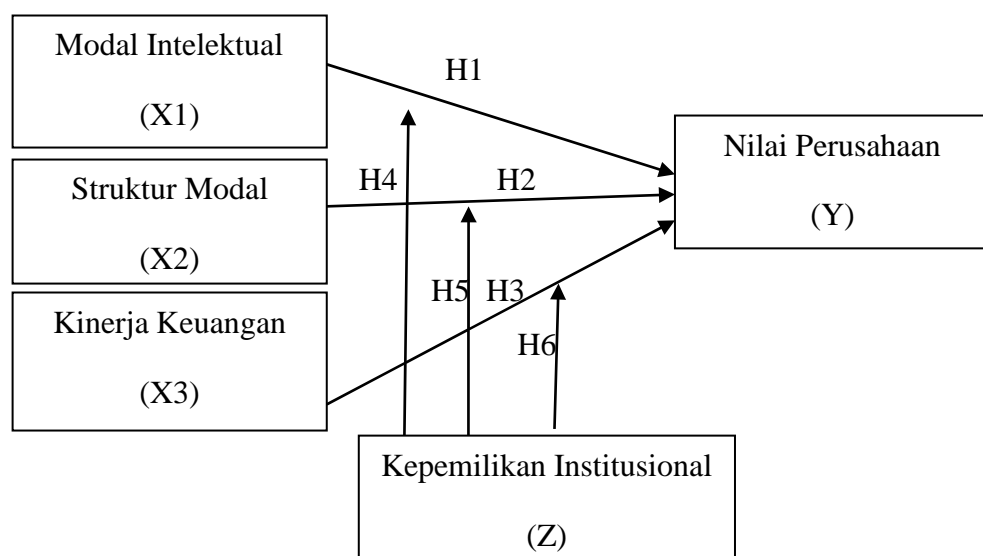 Modal Intelektual
(X1)
H1
Nilai Perusahaan
(Y)
Struktur Modal
(X2)
H4
H2
Kinerja Keuangan
(X3)
H5
H3
H6
Kepemilikan Institusional
(Z)